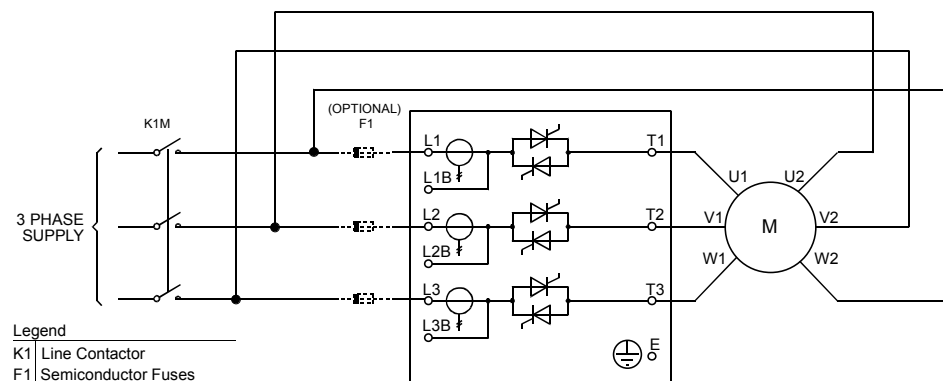 (OPTIONAL)
F1
K1M
3 PHASE
SUPPLY
L1
L1B
T1
L2
L2B
T2
L3
L3B
T3
E
U1
U2
V1
M
V2
W1
W2
Legend
K1 Line Contactor
F1 Semiconductor Fuses